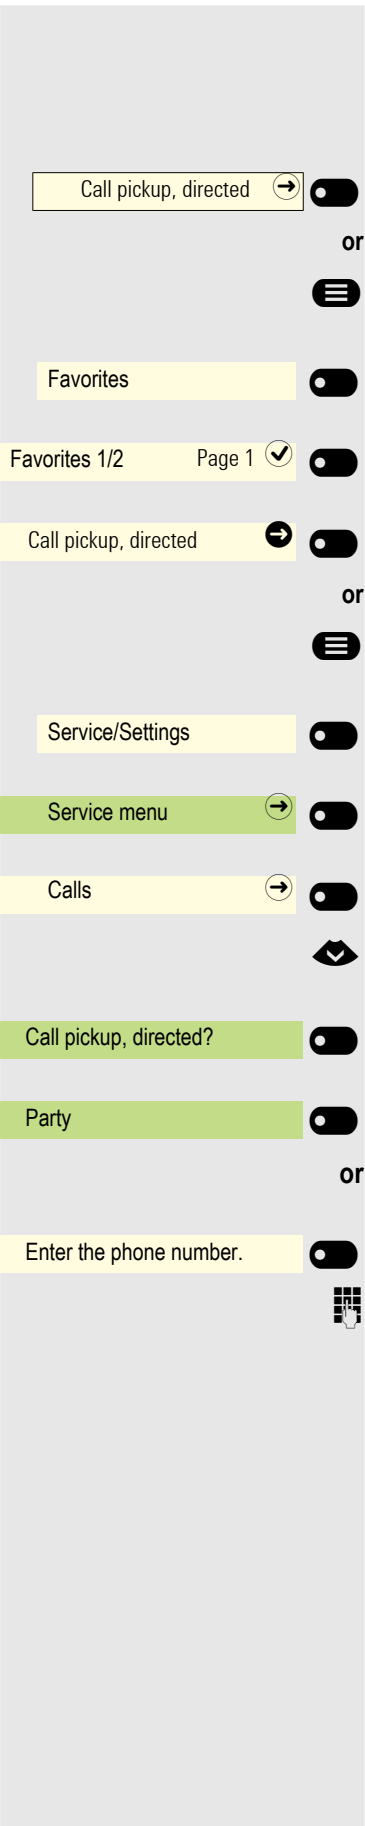 Call pickup, directed
or
Favorites
Favorites 1/2 Page 1
Call pickup, directed
or
Service/Settings
Service menu
Calls
Call pickup, directed?
Party
or
Enter the phone number.